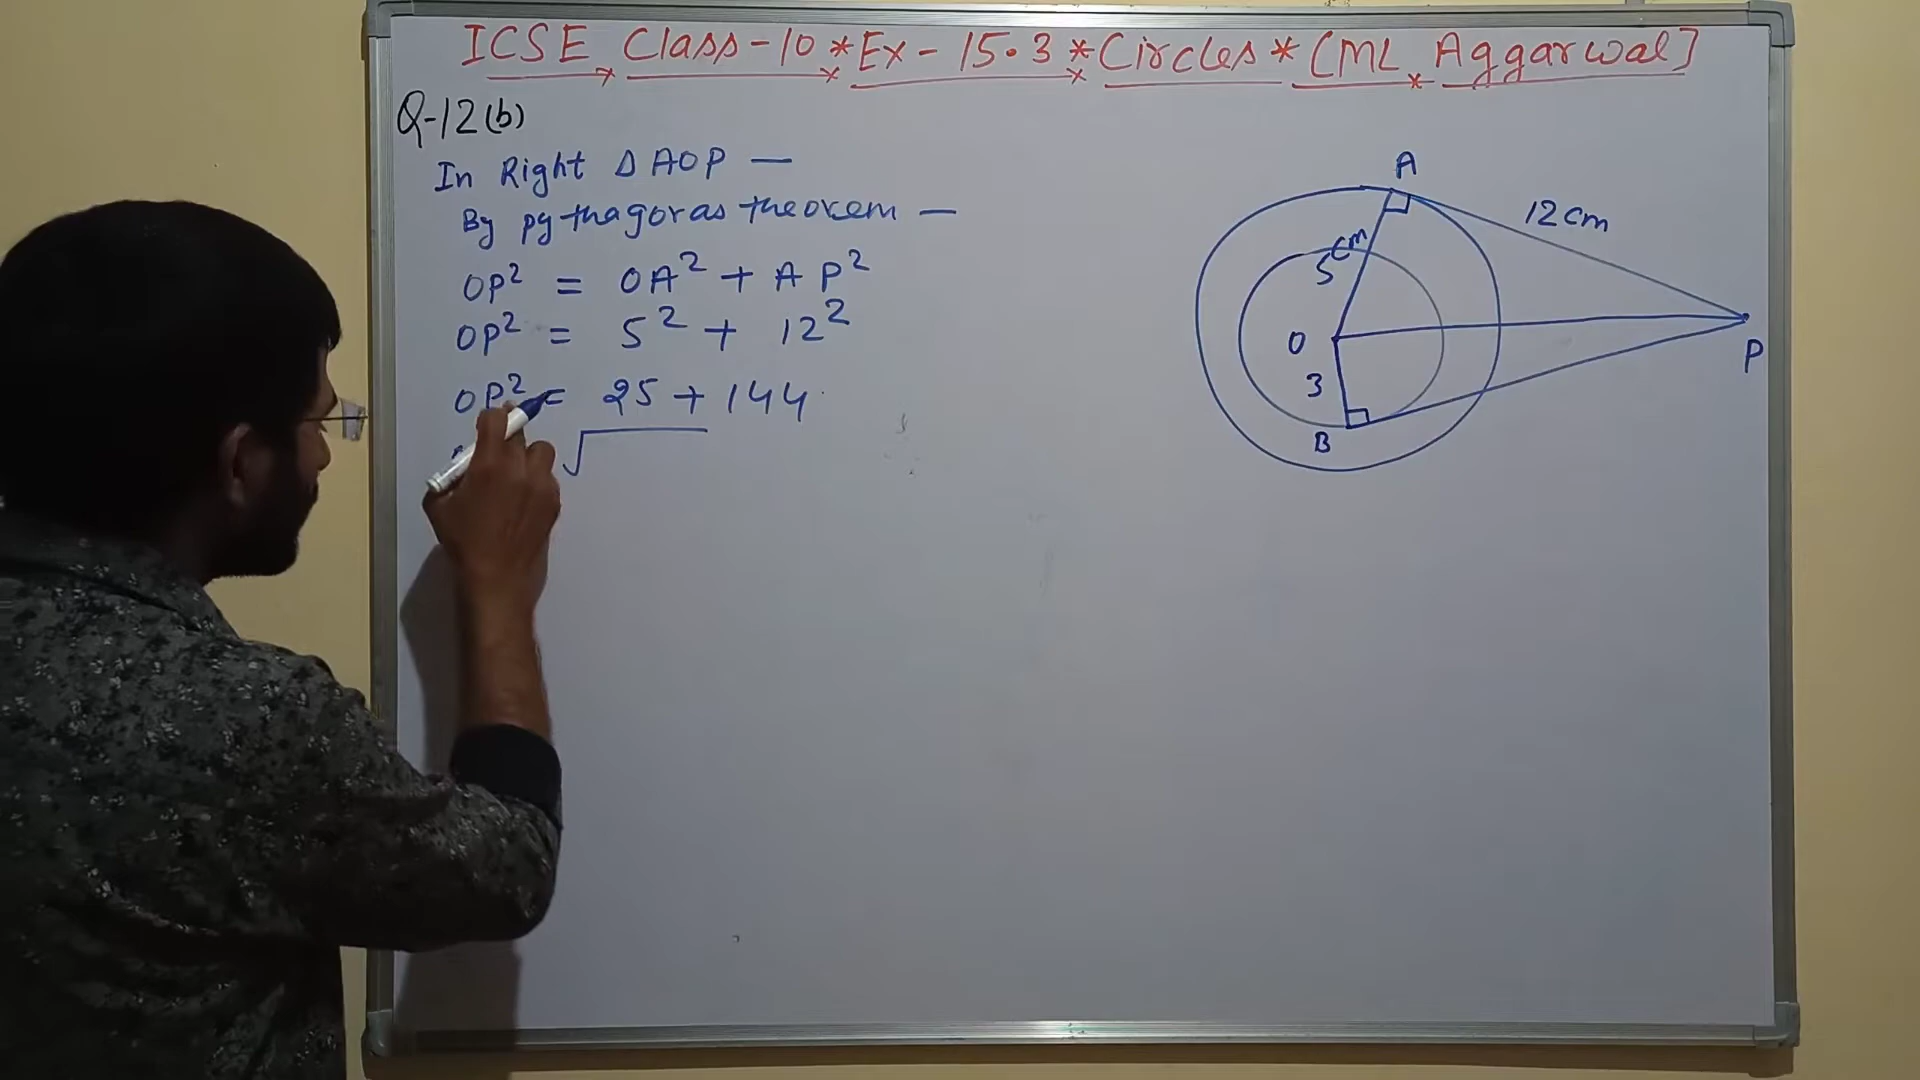 ICSE Class-10 * Ex-15.3 * Circles * [ML Aggarwal]
Q-12(b)
In Right Δ AOP —
By pythagoras theorem —
OP² = OA² + AP²
OP² = 5² + 12²
OP² = 25 + 144
√
A
12 cm
5 cm
O
P
3
B